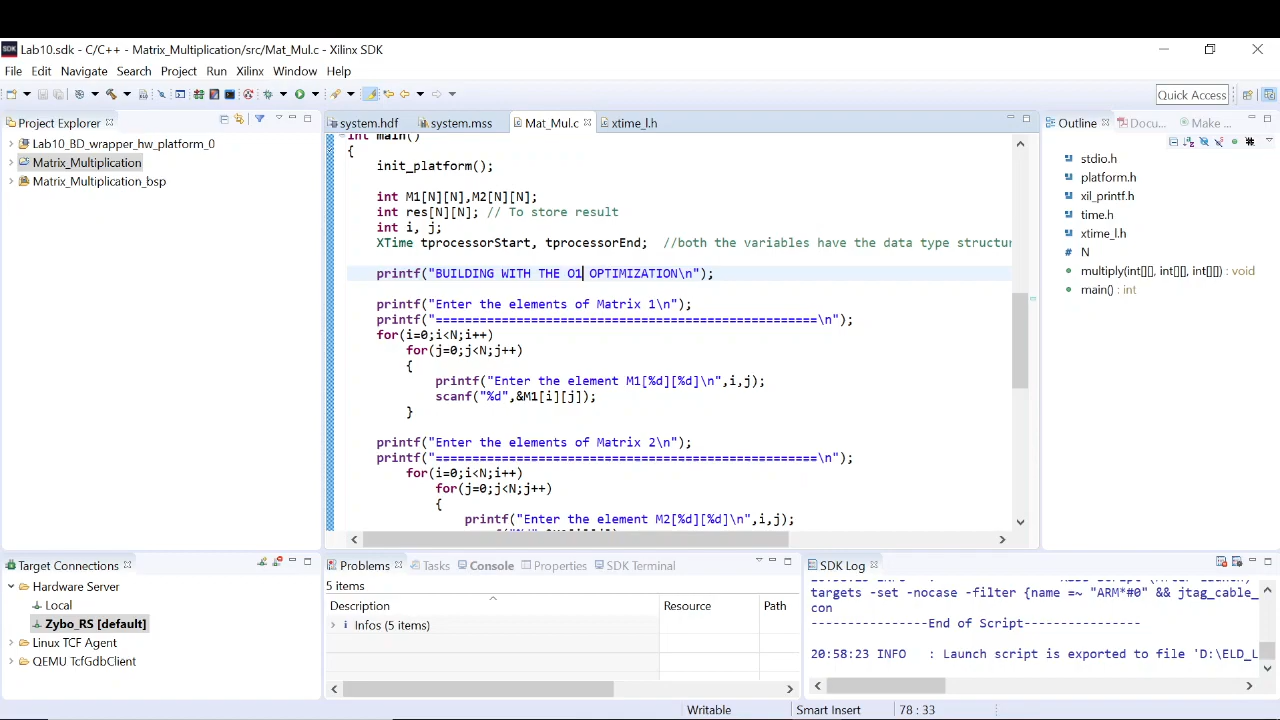 Lab10.sdk - C/C++ - Matrix_Multiplication/src/Mat_Mul.c - Xilinx SDK
File Edit Navigate Search Project Run Xilinx Window Help
Quick Access
Project Explorer
Lab10_BD_wrapper_hw_platform_0
Matrix_Multiplication
Matrix_Multiplication_bsp
system.hdf system.mss Mat_Mul.c xtime_l.h
int main()
{
init_platform();
int M1[N][N],M2[N][N];
int res[N][N]; // To store result
int i, j;
XTime tprocessorStart, tprocessorEnd; //both the variables have the data type structur
printf("BUILDING WITH THE O1 OPTIMIZATION\n");
printf("Enter the elements of Matrix 1\n");
printf("====================================================\n");
for(i=0;i<N;i++)
for(j=0;j<N;j++)
{
printf("Enter the element M1[%d][%d]\n",i,j);
scanf("%d",&M1[i][j]);
}
printf("Enter the elements of Matrix 2\n");
printf("====================================================\n");
for(i=0;i<N;i++)
for(j=0;j<N;j++)
{
printf("Enter the element M2[%d][%d]\n",i,j);
Outline Docu... Make ...
stdio.h
platform.h
xil_printf.h
time.h
xtime_l.h
N
multiply(int[][], int[][], int[][]) : void
main() : int
Target Connections
Hardware Server
Local
Zybo_RS [default]
Linux TCF Agent
QEMU TcfGdbClient
Problems Tasks Console Properties SDK Terminal
5 items
Description Resource Path
Infos (5 items)
SDK Log
targets -set -nocase -filter {name =~ "ARM*#0" && jtag_cable_
con
----------------End of Script----------------
20:58:23 INFO : Launch script is exported to file 'D:\ELD_L
Writable Smart Insert 78 : 33